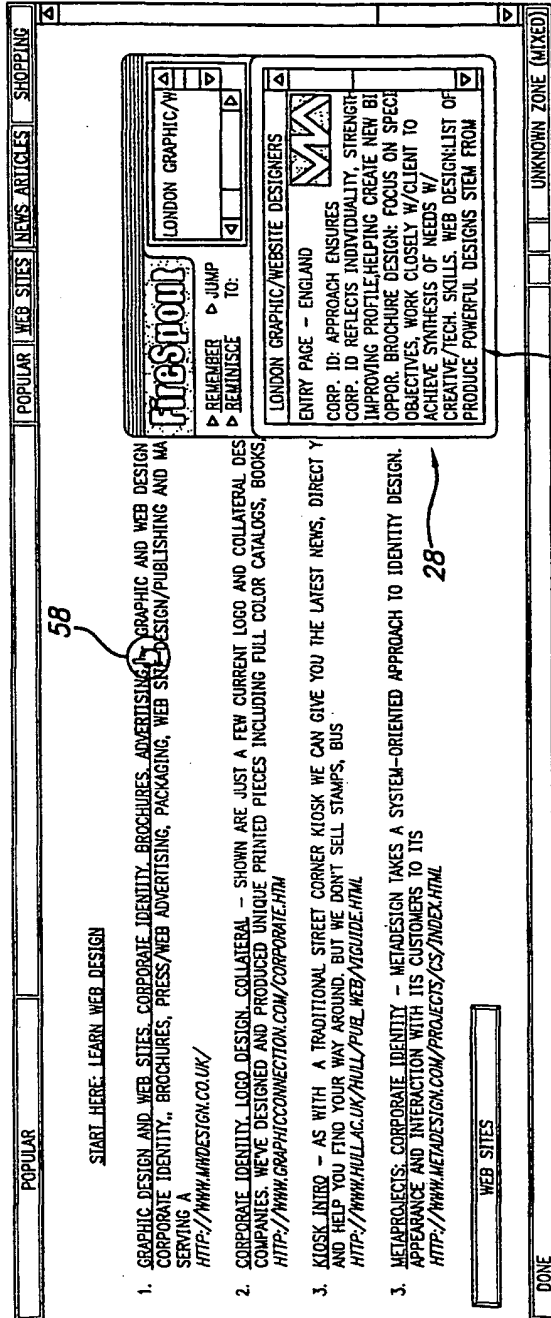 POPULAR
POPULAR WEB SITES NEWS ARTICLES SHOPPING
START HERE: LEARN WEB DESIGN
58
1. GRAPHIC DESIGN AND WEB SITES. CORPORATE IDENTITY. BROCHURES. ADVERTISING GRAPHIC AND WEB DESIGN
CORPORATE IDENTITY,, BROCHURES, PRESS/WEB ADVERTISING, PACKAGING, WEB SITE DESIGN/PUBLISHING AND MA
SERVING A
HTTP://WWW.MHDESIGN.CO.UK/
2. CORPORATE IDENTITY. LOGO DESIGN. COLLATERAL - SHOWN ARE JUST A FEW CURRENT LOGO AND COLLATERAL DES
COMPANIES. WE'VE DESIGNED AND PRODUCED UNIQUE PRINTED PIECES INCLUDING FULL COLOR CATALOGS, BOOKS,
HTTP://WWW.GRAPHICCONNECTION.COM/CORPORATE.HTM
3. KIOSK INTRO - AS WITH A TRADITIONAL STREET CORNER KIOSK WE CAN GIVE YOU THE LATEST NEWS, DIRECT Y
AND HELP YOU FIND YOUR WAY AROUND. BUT WE DON'T SELL STAMPS, BUS
HTTP://WWW.HULL.AC.UK/HULL/PUB_WEB/VIGUIDE.HTML
3. METAPROJECTS: CORPORATE IDENTITY - METADESIGN TAKES A SYSTEM-ORIENTED APPROACH TO IDENTITY DESIGN.
APPEARANCE AND INTERACTION WITH ITS CUSTOMERS TO ITS
HTTP://WWW.METADESIGN.COM/PROJECTS/CS/INDEX.HTML
FireSpout
REMEMBER
REMINISCE
JUMP
TO:
LONDON GRAPHIC/W
LONDON GRAPHIC/WEBSITE DESIGNERS
ENTRY PAGE - ENGLAND
CORP. ID: APPROACH ENSURES
CORP. ID REFLECTS INDIVIDUALITY, STRENGTH
IMPROVING PROFILE,HELPING CREATE NEW BI
OPPOR. BROCHURE DESIGN: FOCUS ON SPECI
OBJECTIVES, WORK CLOSELY W/CLIENT TO
ACHIEVE SYNTHESIS OF NEEDS W/
CREATIVE/TECH. SKILLS. WEB DESIGN:LIST OF
PRODUCE POWERFUL DESIGNS STEM FROM
28
WEB SITES
DONE
UNKNOWN ZONE (MIXED)